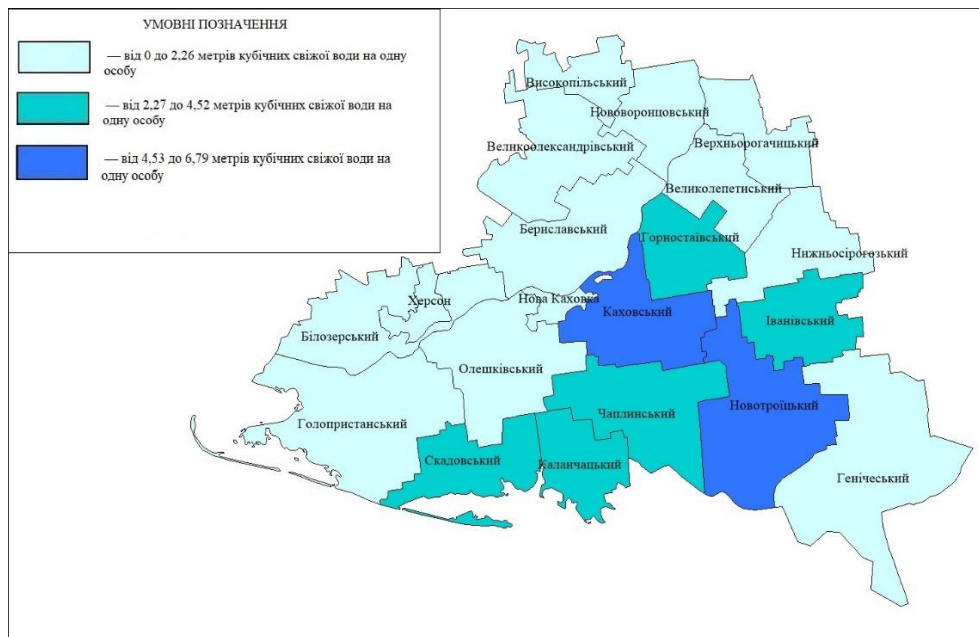 УМОВНІ ПОЗНАЧЕННЯ
— від 0 до 2,26 метрів кубічних свіжої води на одну
особу
— від 2,27 до 4,52 метрів кубічних свіжої води на
одну особу
— від 4,53 до 6,79 метрів кубічних свіжої води на
одну особу
Високопільський
Нововоронцовський
Великоолександрівський
Верхньорогачицький
Великолепетиський
Бериславський
Горностаївський
Нижньосірогозький
Херсон
Нова Каховка
Каховський
Іванівський
Білозерський
Олешківський
Чаплинський
Новотроїцький
Голопристанський
Скадовський
Каланчацький
Генічеський